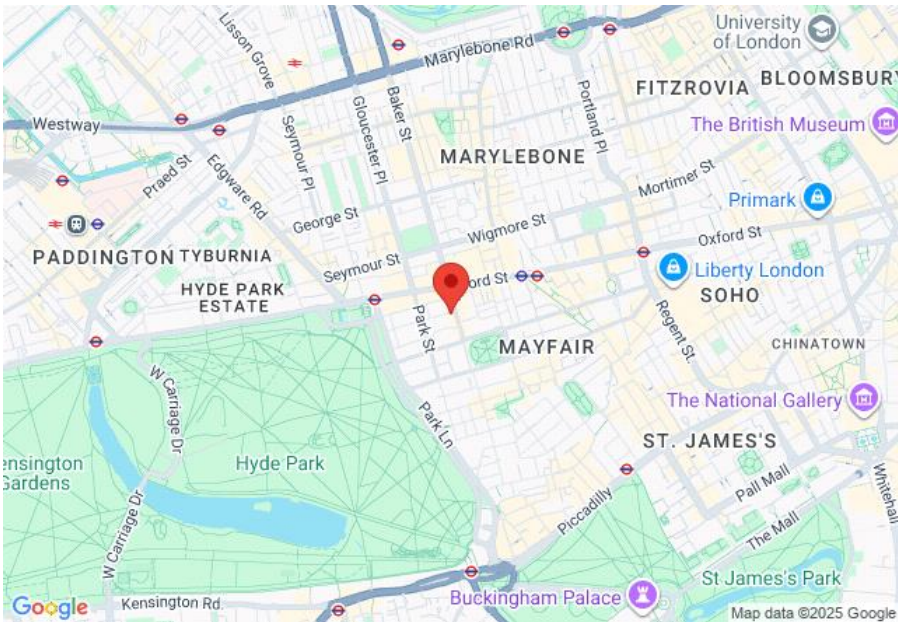 University
of London
Lisson Grove
Marylebone Rd
FITZROVIA
BLOOMSBURY
Westway
Baker St
Gloucester Pl
Seymour Pl
Portland Pl
The British Museum
Praed St
Edgware Rd
MARYLEBONE
Mortimer St
Primark
George St
Wigmore St
Oxford St
PADDINGTON
TYBURNIA
Seymour St
Liberty London
HYDE PARK
ESTATE
ord St
SOHO
Park St
Regent St.
MAYFAIR
CHINATOWN
W Carriage Dr
The National Gallery
Park Ln
ST. JAMES'S
ensington
Gardens
Hyde Park
Pall Mall
Whitehall
Piccadilly
The Mall
W Carriage Dr
St James's Park
Buckingham Palace
Google
Kensington Rd.
Map data ©2025 Google